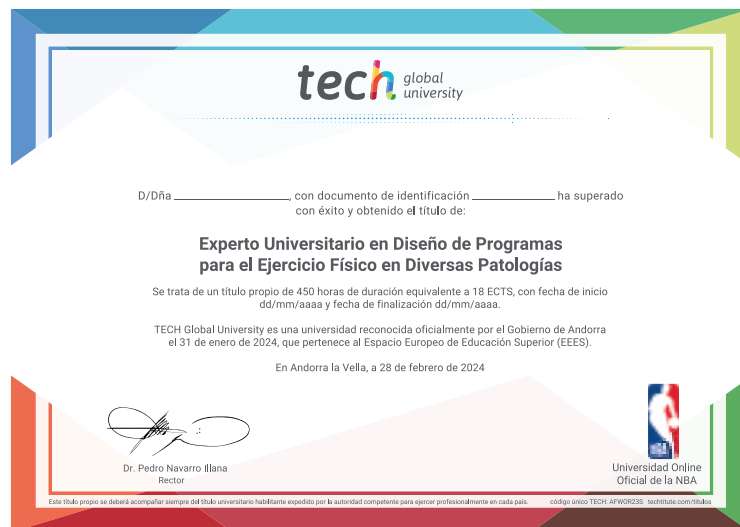 tech global university
D/Dña ____________, con documento de identificación ____________ ha superado
con éxito y obtenido el título de:
Experto Universitario en Diseño de Programas
para el Ejercicio Físico en Diversas Patologías
Se trata de un título propio de 450 horas de duración equivalente a 18 ECTS, con fecha de inicio
dd/mm/aaaa y fecha de finalización dd/mm/aaaa.
TECH Global University es una universidad reconocida oficialmente por el Gobierno de Andorra
el 31 de enero de 2024, que pertenece al Espacio Europeo de Educación Superior (EEES).
En Andorra la Vella, a 28 de febrero de 2024
Dr. Pedro Navarro Illana
Rector
Universidad Online
Oficial de la NBA
Este título propio se deberá acompañar siempre del título universitario habilitante expedido por la autoridad competente para ejercer profesionalmente en cada país. código único TECH: AFWOR23S techtitute.com/titulos